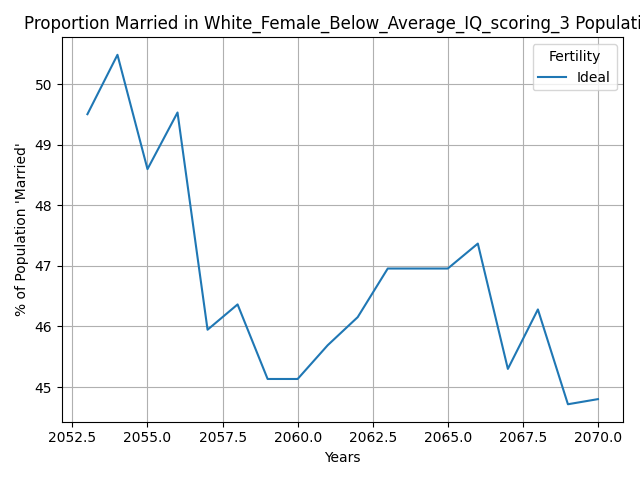 Proportion Married in White_Female_Below_Average_IQ_scoring_3 Populati
Fertility
Ideal
% of Population 'Married'
50
49
48
47
46
45
2052.5 2055.0 2057.5 2060.0 2062.5 2065.0 2067.5 2070.0
Years